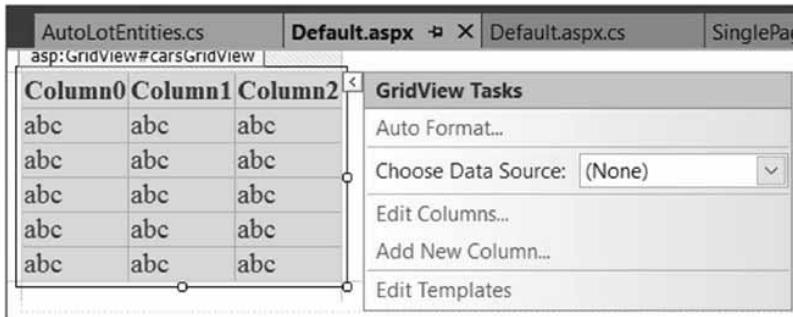 AutoLotEntities.cs Default.aspx Default.aspx.cs SinglePa
asp:GridView#carsGridView
Column0 Column1 Column2
abc abc abc
abc abc abc
abc abc abc
abc abc abc
abc abc abc
GridView Tasks
Auto Format...
Choose Data Source: (None)
Edit Columns...
Add New Column...
Edit Templates